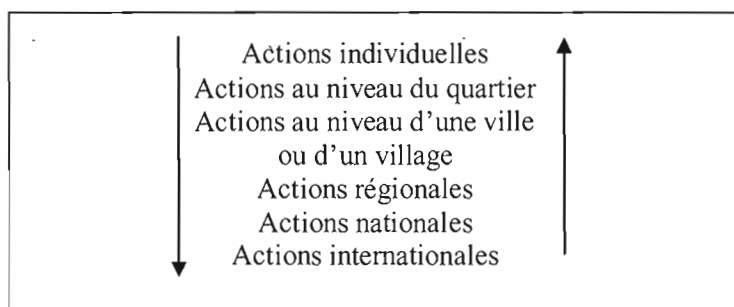 Actions individuelles
Actions au niveau du quartier
Actions au niveau d'une ville
ou d'un village
Actions régionales
Actions nationales
Actions internationales